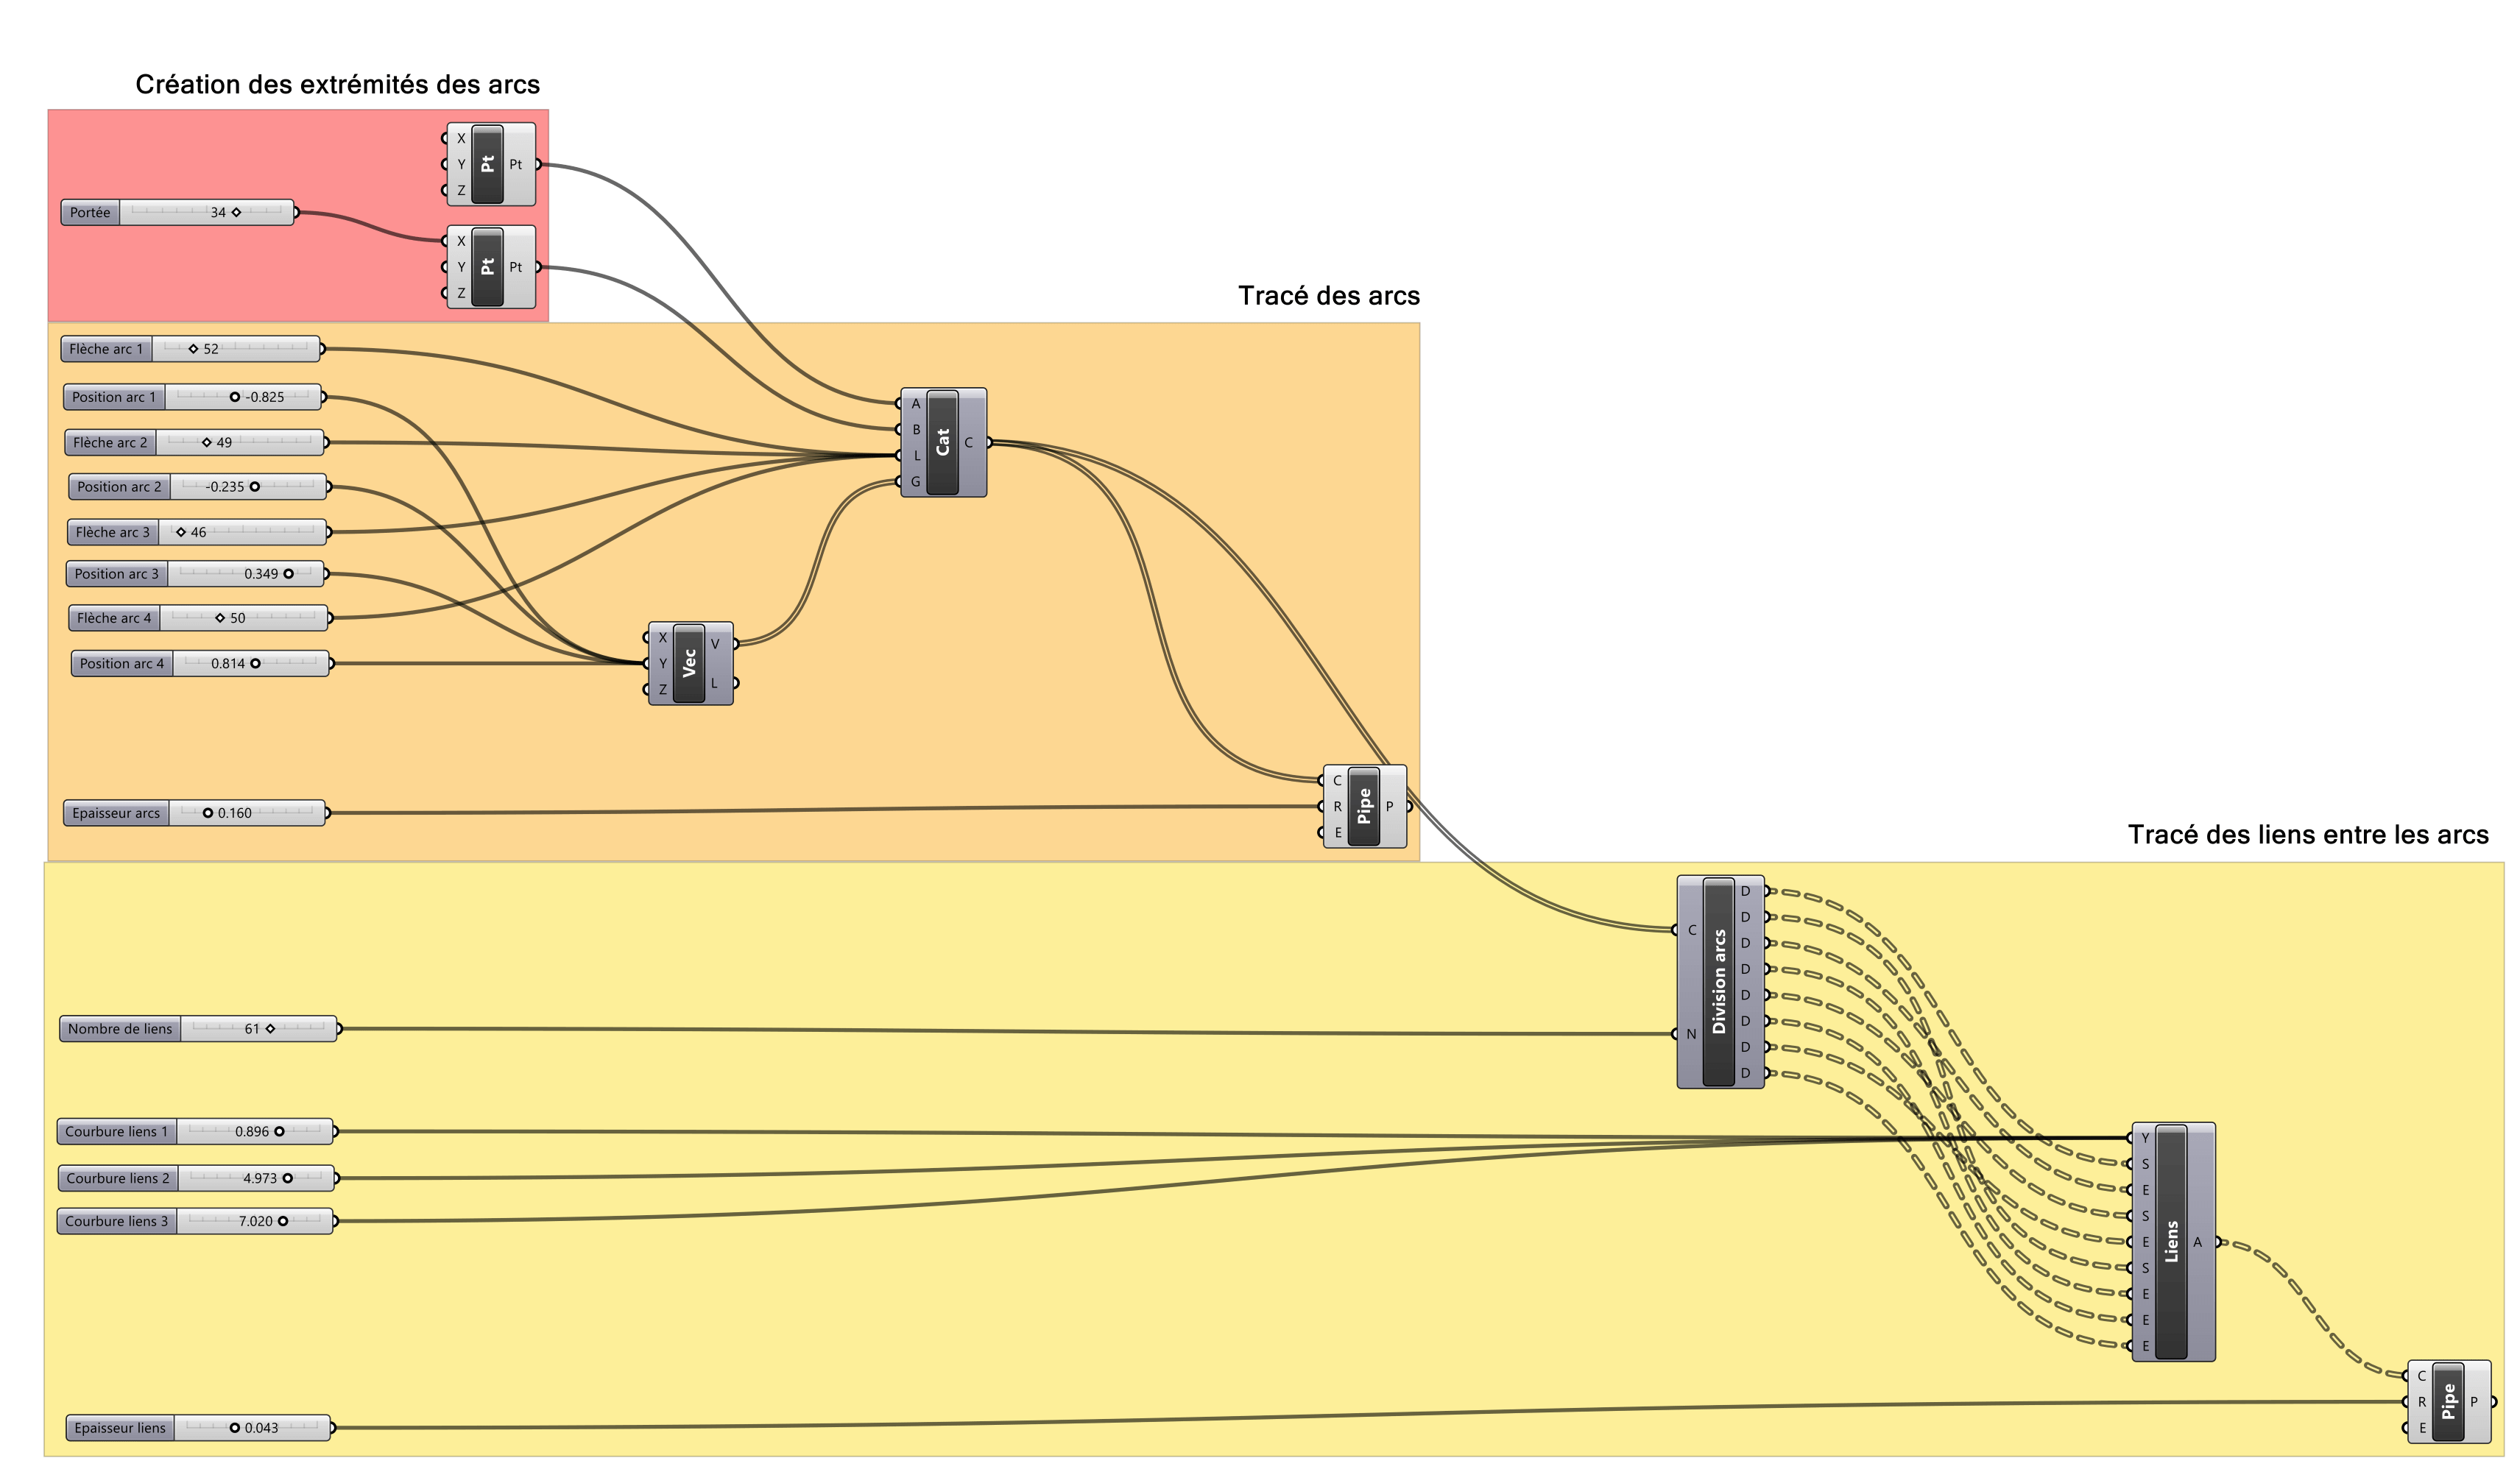 Création des extrémités des arcs
X
Y Pt Pt
Z
Portée 34
X
Y Pt Pt
Z
Tracé des arcs
Flèche arc 1 52
Position arc 1 -0.825
Flèche arc 2 49
Position arc 2 -0.235
Flèche arc 3 46
Position arc 3 0.349
Flèche arc 4 50
Position arc 4 0.814
A
B
L
G
Cat
C
X
Y
Z
Vec
V
L
Epaisseur arcs 0.160
C
R
E
Pipe
P
Tracé des liens entre les arcs
C
N
Division arcs
D
D
D
D
D
D
D
D
Nombre de liens 61
Courbure liens 1 0.896
Courbure liens 2 4.973
Courbure liens 3 7.020
Y
S
E
S
E
S
E
E
E
Liens
A
Epaisseur liens 0.043
C
R
E
Pipe
P